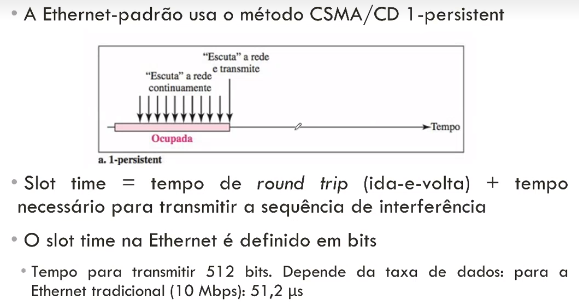 • A Ethernet-padrão usa o método CSMA/CD 1-persistent
"Escuta" a rede
e transmite
"Escuta" a rede
continuamente
Tempo
Ocupada
a. 1-persistent
• Slot time = tempo de round trip (ida-e-volta) + tempo
necessário para transmitir a sequência de interferência
• O slot time na Ethernet é definido em bits
• Tempo para transmitir 512 bits. Depende da taxa de dados: para a
Ethernet tradicional (10 Mbps): 51,2 μs